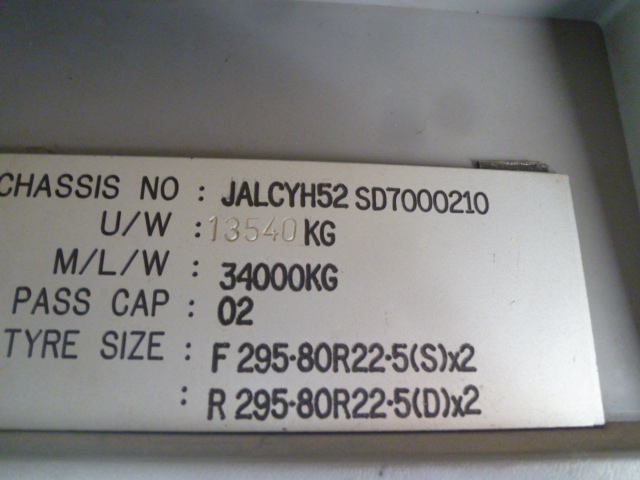 CHASSIS NO : JALCYH52 SD7000210
U/W : 13540 KG
M/L/W : 34000KG
PASS CAP : 02
TYRE SIZE : F 295·80R22·5(S)x2
: R 295·80R22·5(D)x2